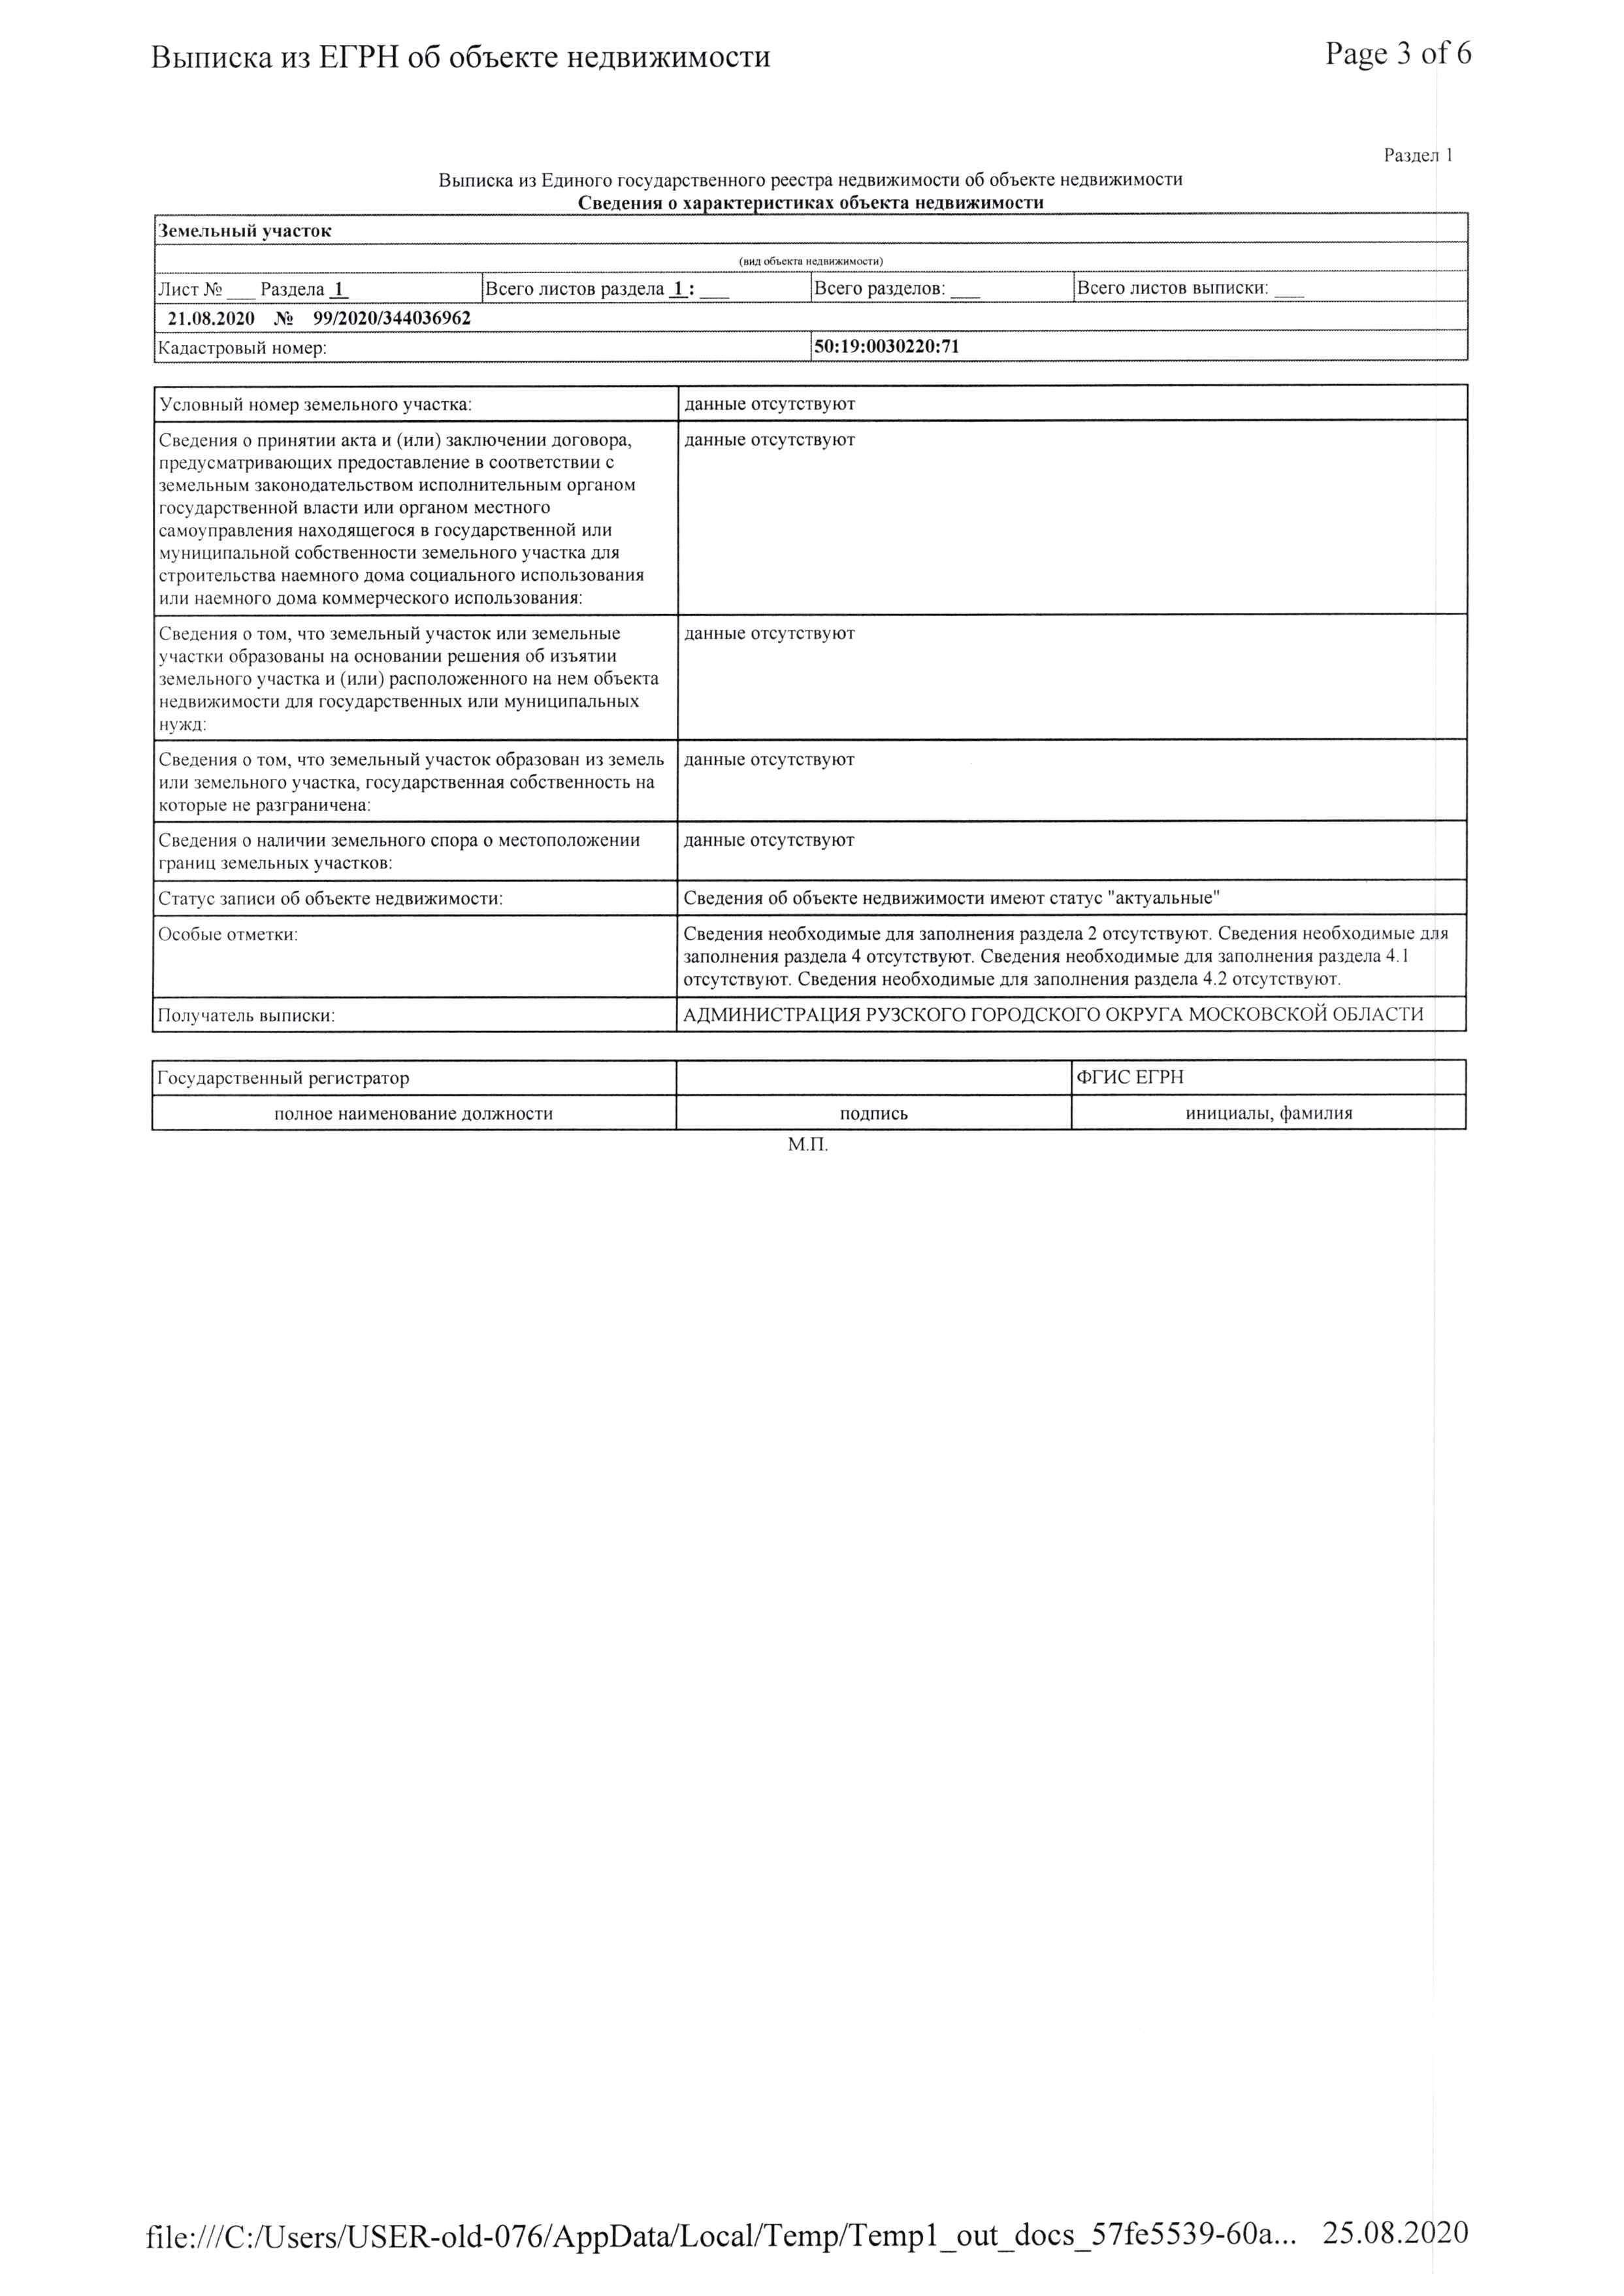 Выписка из ЕГРН об объекте недвижимости
Page 3 of 6
Раздел 1
Выписка из Единого государственного реестра недвижимости об объекте недвижимости
Сведения о характеристиках объекта недвижимости
Земельный участок
(вид объекта недвижимости)
Лист № ___ Раздела 1 Всего листов раздела 1 : ___ Всего разделов: ___ Всего листов выписки: ___
21.08.2020 № 99/2020/344036962
Кадастровый номер: 50:19:0030220:71
Условный номер земельного участка: данные отсутствуют
Сведения о принятии акта и (или) заключении договора, данные отсутствуют
предусматривающих предоставление в соответствии с
земельным законодательством исполнительным органом
государственной власти или органом местного
самоуправления находящегося в государственной или
муниципальной собственности земельного участка для
строительства наемного дома социального использования
или наемного дома коммерческого использования:
Сведения о том, что земельный участок или земельные данные отсутствуют
участки образованы на основании решения об изъятии
земельного участка и (или) расположенного на нем объекта
недвижимости для государственных или муниципальных
нужд:
Сведения о том, что земельный участок образован из земель данные отсутствуют
или земельного участка, государственная собственность на
которые не разграничена:
Сведения о наличии земельного спора о местоположении данные отсутствуют
границ земельных участков:
Статус записи об объекте недвижимости: Сведения об объекте недвижимости имеют статус "актуальные"
Особые отметки: Сведения необходимые для заполнения раздела 2 отсутствуют. Сведения необходимые для
заполнения раздела 4 отсутствуют. Сведения необходимые для заполнения раздела 4.1
отсутствуют. Сведения необходимые для заполнения раздела 4.2 отсутствуют.
Получатель выписки: АДМИНИСТРАЦИЯ РУЗСКОГО ГОРОДСКОГО ОКРУГА МОСКОВСКОЙ ОБЛАСТИ
Государственный регистратор ФГИС ЕГРН
полное наименование должности подпись инициалы, фамилия
М.П.
file:///C:/Users/USER-old-076/AppData/Local/Temp/Temp1_out_docs_57fe5539-60a... 25.08.2020